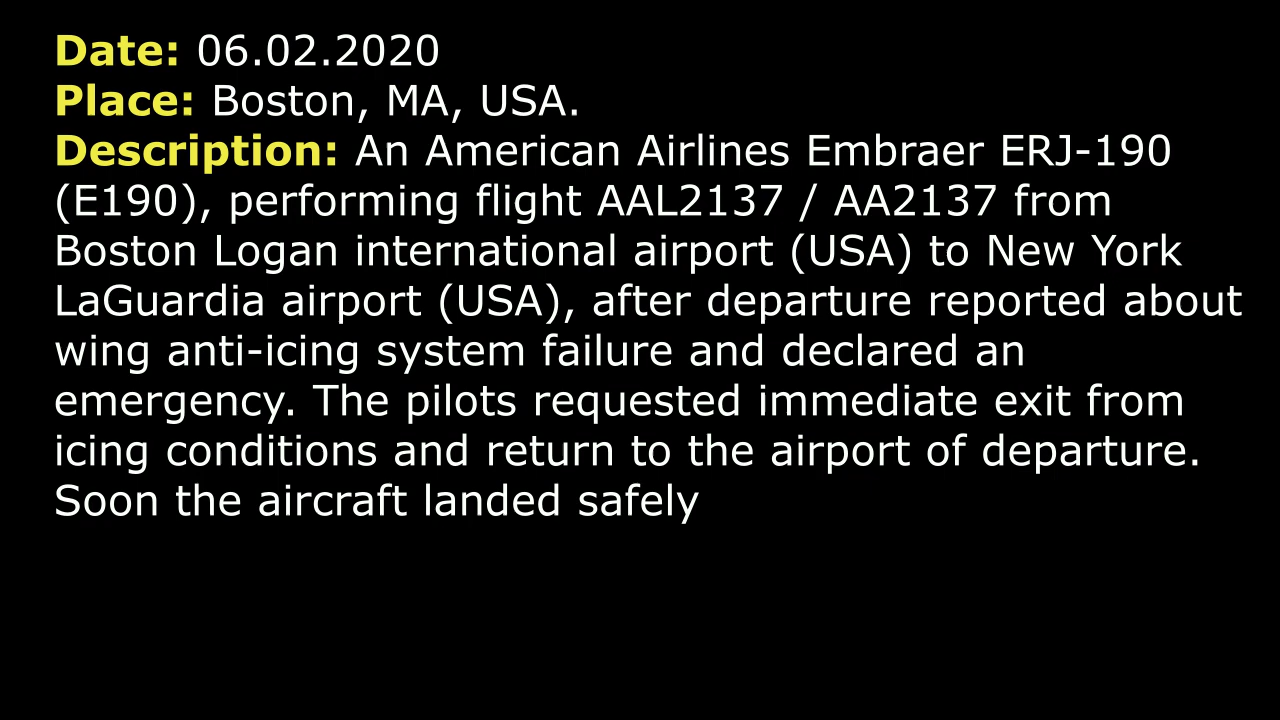 Date: 06.02.2020
Place: Boston, MA, USA.
Description: An American Airlines Embraer ERJ-190
(E190), performing flight AAL2137 / AA2137 from
Boston Logan international airport (USA) to New York
LaGuardia airport (USA), after departure reported about
wing anti-icing system failure and declared an
emergency. The pilots requested immediate exit from
icing conditions and return to the airport of departure.
Soon the aircraft landed safely